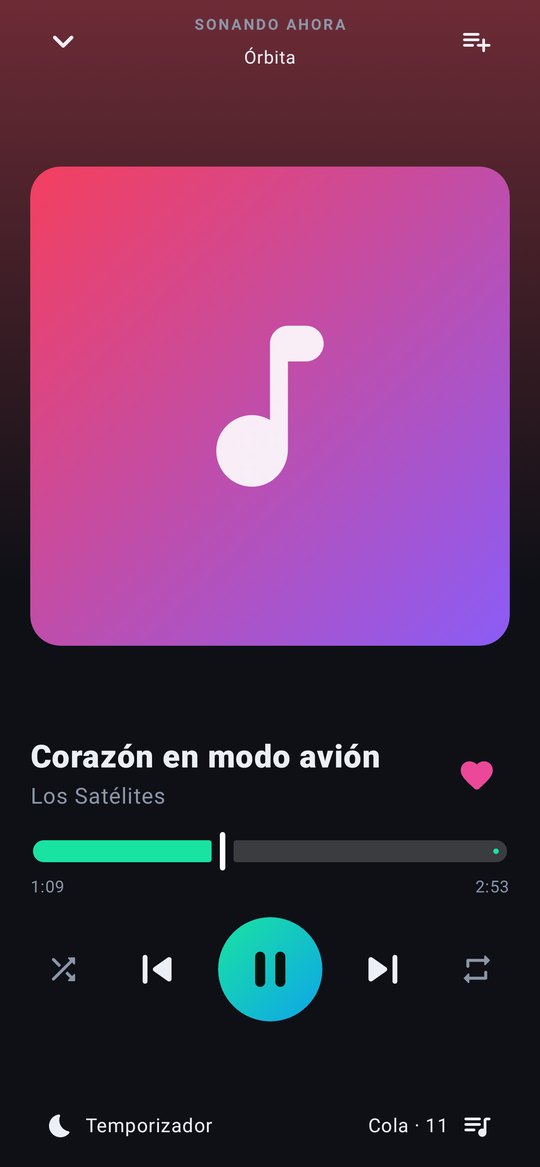 SONANDO AHORA
Órbita
Corazón en modo avión
Los Satélites
1:09
2:53
Temporizador
Cola · 11